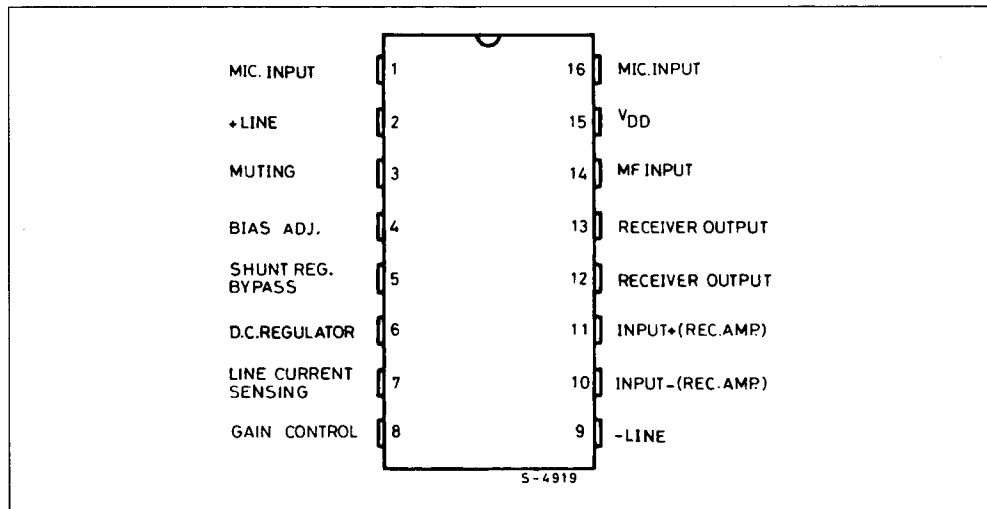 MIC. INPUT 1 16 MIC.INPUT
+LINE 2 15 VDD
MUTING 3 14 MF INPUT
BIAS ADJ. 4 13 RECEIVER OUTPUT
SHUNT REG.
BYPASS 5 12 RECEIVER OUTPUT
D.C.REGULATOR 6 11 INPUT+(REC.AMP.)
LINE CURRENT
SENSING 7 10 INPUT-(REC.AMP.)
GAIN CONTROL 8 9 -LINE
S-4919